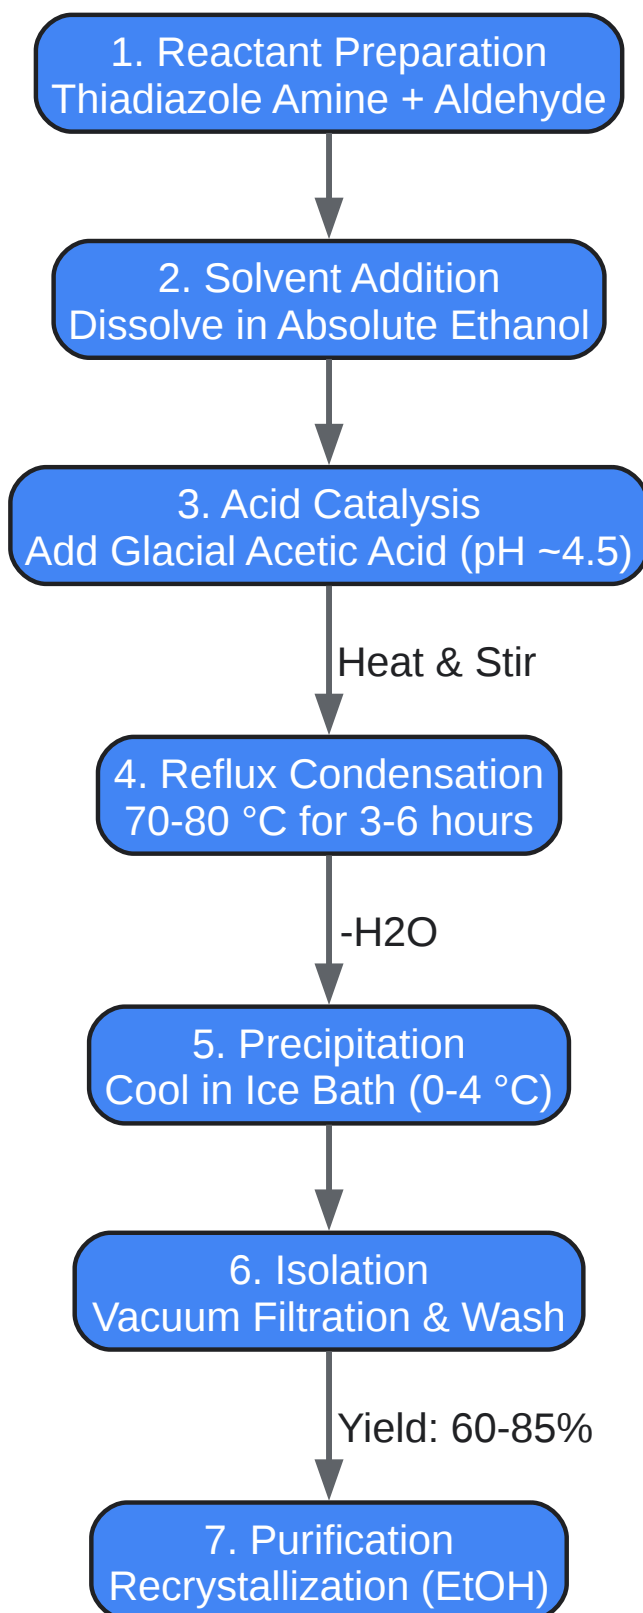 1. Reactant Preparation
Thiadiazole Amine + Aldehyde
2. Solvent Addition
Dissolve in Absolute Ethanol
3. Acid Catalysis
Add Glacial Acetic Acid (pH ~4.5)
Heat & Stir
4. Reflux Condensation
70-80 °C for 3-6 hours
-H2O
5. Precipitation
Cool in Ice Bath (0-4 °C)
6. Isolation
Vacuum Filtration & Wash
Yield: 60-85%
7. Purification
Recrystallization (EtOH)